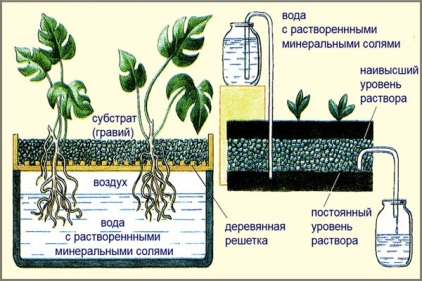 вода
с растворенными
минеральными солями
наивысший
уровень
раствора
субстрат
(гравий)
воздух
вода
с растворенными
минеральными солями
деревянная
решетка
постоянный
уровень
раствора